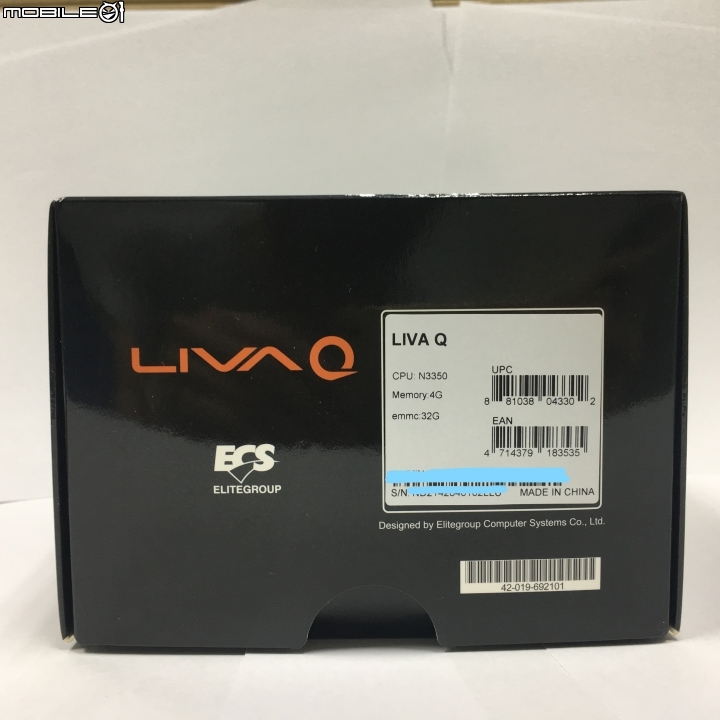 MOBILE01
LIVA Q
ECS
ELITEGROUP
LIVA Q
CPU: N3350
Memory:4G
emmc:32G
UPC
8 81038 04330 2
EAN
4 714379 183535
S/N:
MADE IN CHINA
Designed by Elitegroup Computer Systems Co., Ltd.
42-019-692101